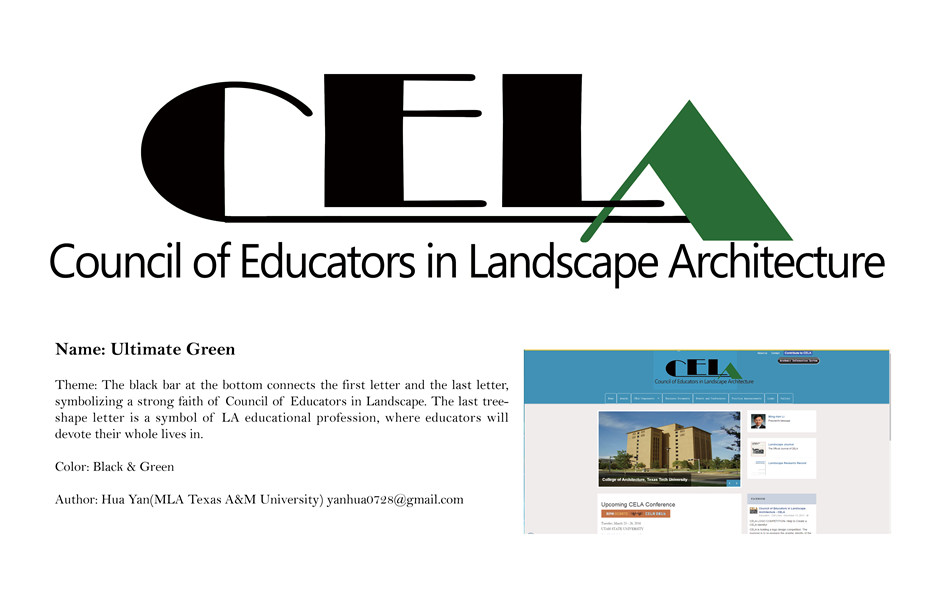 CELA
Council of Educators in Landscape Architecture
Name: Ultimate Green
Theme: The black bar at the bottom connects the first letter and the last letter,
symbolizing a strong faith of Council of Educators in Landscape. The last tree-
shape letter is a symbol of LA educational profession, where educators will
devote their whole lives in.
Color: Black & Green
Author: Hua Yan(MLA Texas A&M University) yanhua0728@gmail.com
Contribute to CELA
CELA
Council of Educators in Landscape Architecture
College of Architecture, Texas Tech University
Upcoming CELA Conference